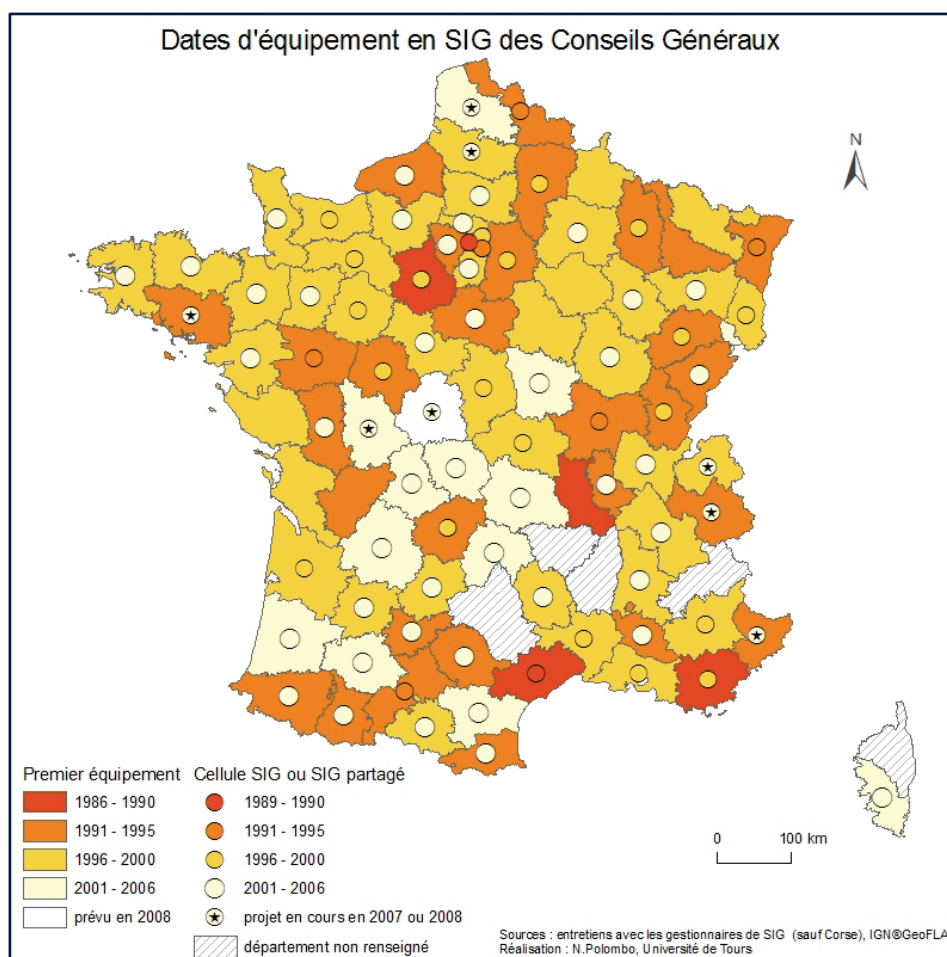 Dates d'équipement en SIG des Conseils Généraux
N
Premier équipement
1986 - 1990
1991 - 1995
1996 - 2000
2001 - 2006
prévu en 2008
Cellule SIG ou SIG partagé
1989 - 1990
1991 - 1995
1996 - 2000
2001 - 2006
projet en cours en 2007 ou 2008
département non renseigné
0 100 km
Sources : entretiens avec les gestionnaires de SIG (sauf Corse), IGN®GeoFLA
Réalisation : N.Polombo, Université de Tours